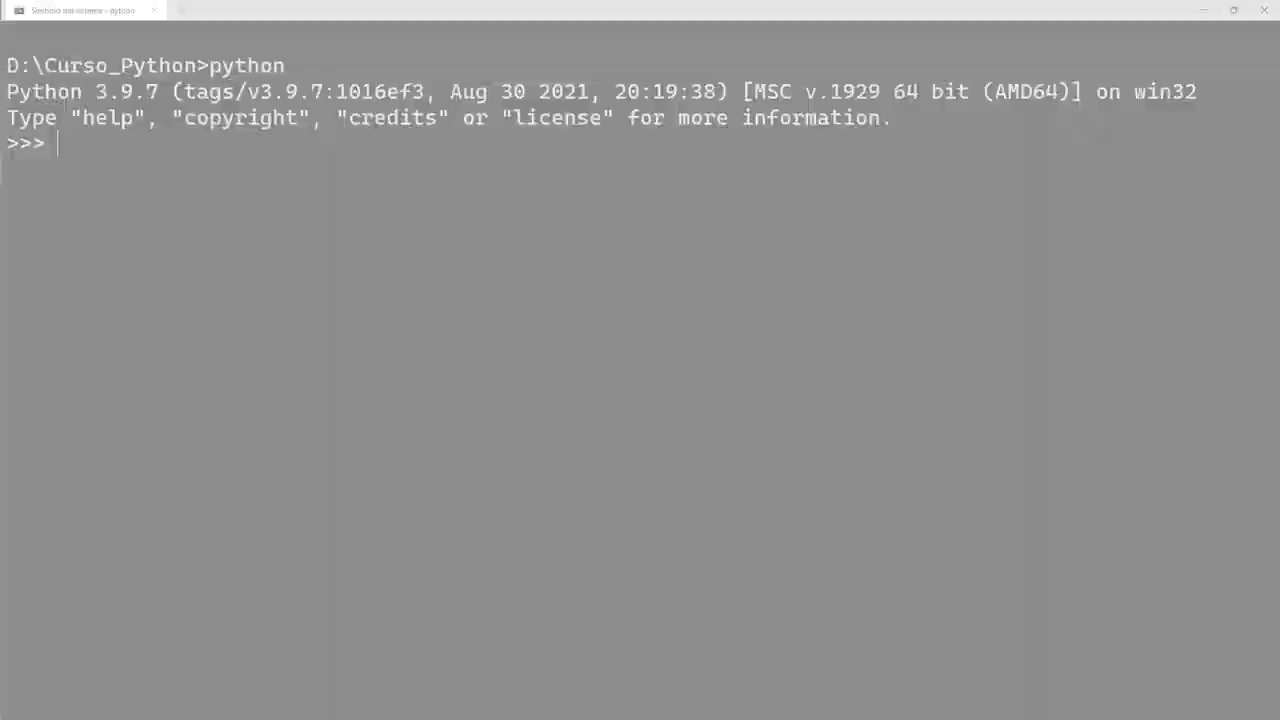 python
D:\Curso_Python>python
Python 3.9.7 (tags/v3.9.7:1016ef3, Aug 30 2021, 20:19:38) [MSC v.1929 64 bit (AMD64)] on win32
Type "help", "copyright", "credits" or "license" for more information.
>>>